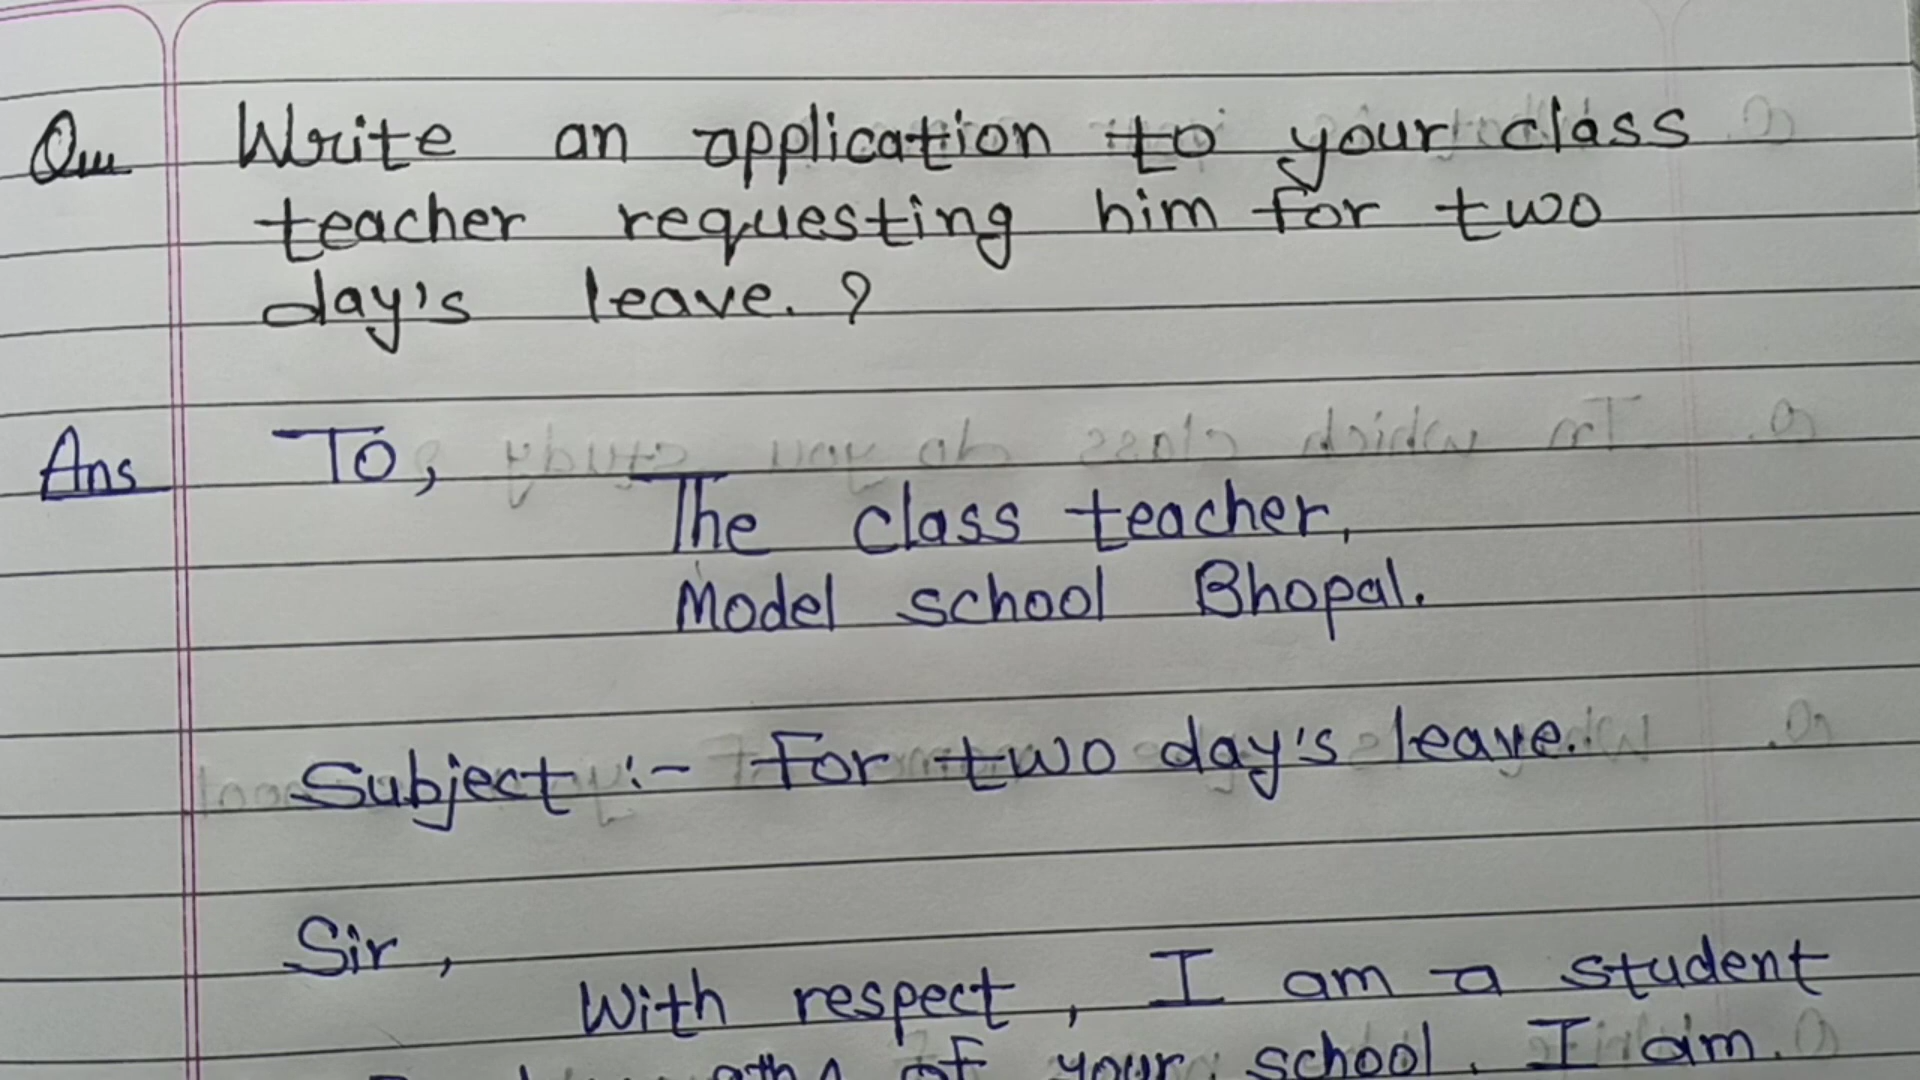 Qu Write an application to your class
teacher requesting him for two
day's leave. ?
Ans To,
The class teacher,
Model school Bhopal.
Subject :- For two day's leave.
Sir,
With respect, I am a student
of your school. I am